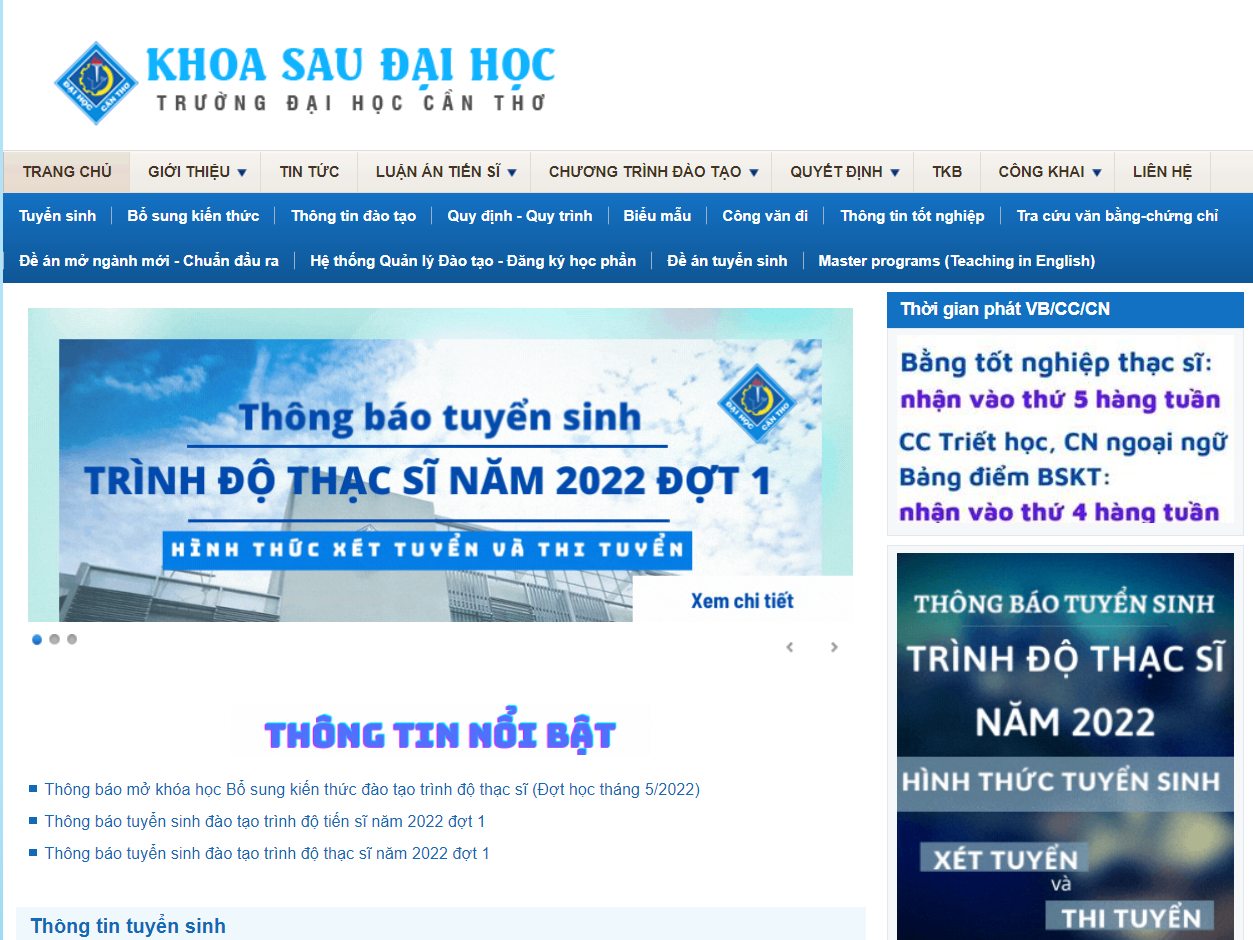 ĐẠI HỌC CẦN THƠ
KHOA SAU ĐẠI HỌC
TRƯỜNG ĐẠI HỌC CẦN THƠ
TRANG CHỦ GIỚI THIỆU TIN TỨC LUẬN ÁN TIẾN SĨ CHƯƠNG TRÌNH ĐÀO TẠO QUYẾT ĐỊNH TKB CÔNG KHAI LIÊN HỆ
Tuyển sinh Bổ sung kiến thức Thông tin đào tạo Quy định - Quy trình Biểu mẫu Công văn đi Thông tin tốt nghiệp Tra cứu văn bằng-chứng chỉ
Đề án mở ngành mới - Chuẩn đầu ra Hệ thống Quản lý Đào tạo - Đăng ký học phần Đề án tuyển sinh Master programs (Teaching in English)
Thông báo tuyển sinh
ĐẠI HỌC CẦN THƠ
TRÌNH ĐỘ THẠC SĨ NĂM 2022 ĐỢT 1
HÌNH THỨC XÉT TUYỂN VÀ THI TUYỂN
Xem chi tiết
THÔNG TIN NỔI BẬT
Thông báo mở khóa học Bổ sung kiến thức đào tạo trình độ thạc sĩ (Đợt học tháng 5/2022)
Thông báo tuyển sinh đào tạo trình độ tiến sĩ năm 2022 đợt 1
Thông báo tuyển sinh đào tạo trình độ thạc sĩ năm 2022 đợt 1
Thông tin tuyển sinh
Thời gian phát VB/CC/CN
Bằng tốt nghiệp thạc sĩ:
nhận vào thứ 5 hàng tuần
CC Triết học, CN ngoại ngữ
Bảng điểm BSKT:
nhận vào thứ 4 hàng tuần
THÔNG BÁO TUYỂN SINH
TRÌNH ĐỘ THẠC SĨ
NĂM 2022
HÌNH THỨC TUYỂN SINH
XÉT TUYỂN
và
THI TUYỂN